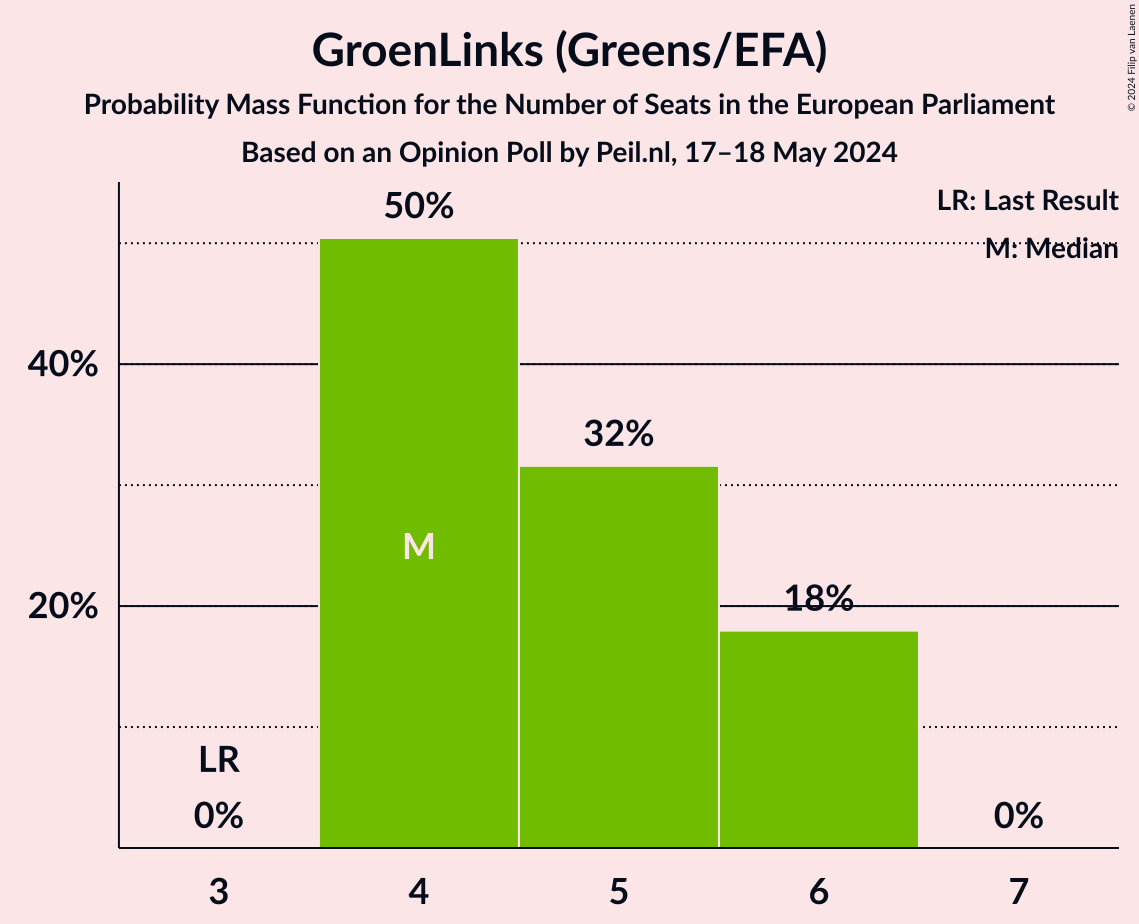 GroenLinks (Greens/EFA)
Probability Mass Function for the Number of Seats in the European Parliament
Based on an Opinion Poll by Peil.nl, 17–18 May 2024
© 2024 Filip van Laenen
LR: Last Result
M: Median
50%
40%
32%
M
20%
18%
LR
0%
0%
3
4
5
6
7